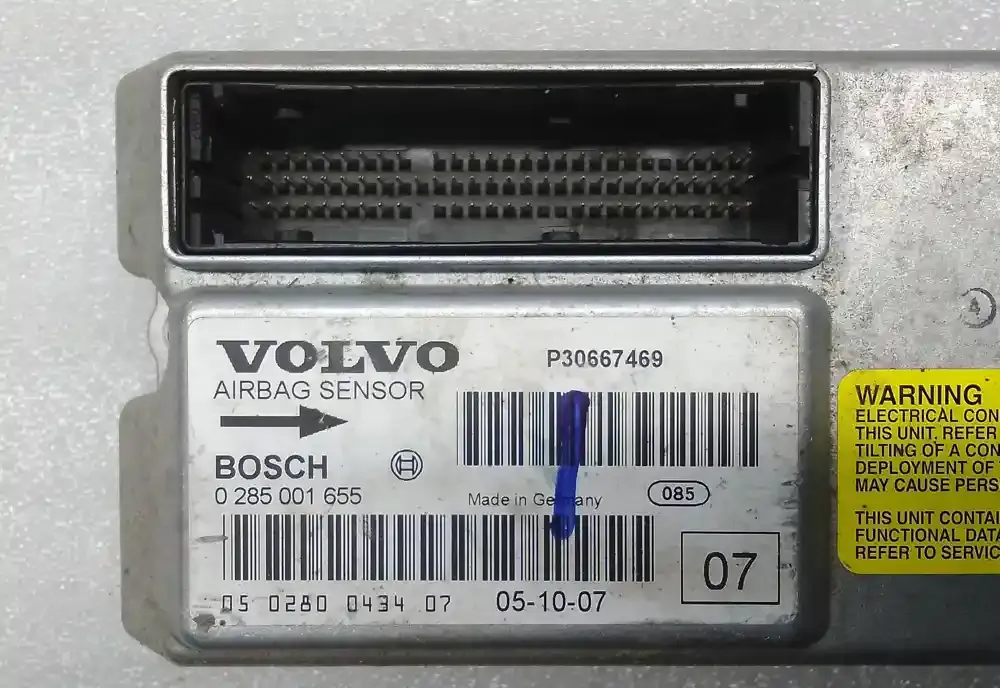 VOLVO
P30667469
AIRBAG SENSOR
BOSCH
0 285 001 655
Made in Germany
085
07
05 0280 0434 07
05-10-07
4
WARNING
ELECTRICAL CON
THIS UNIT. REFER
TILTING OF A CON
DEPLOYMENT OF
MAY CAUSE PERS
THIS UNIT CONTAI
FUNCTIONAL DATA
REFER TO SERVIC